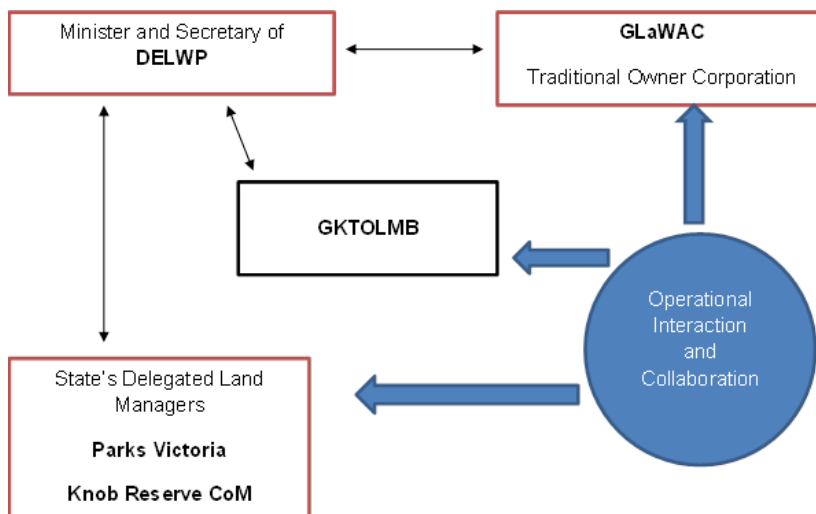 Minister and Secretary of
DELWP
GLaWAC
Traditional Owner Corporation
GKTOLMB
Operational
Interaction
and
Collaboration
State's Delegated Land
Managers
Parks Victoria
Knob Reserve CoM